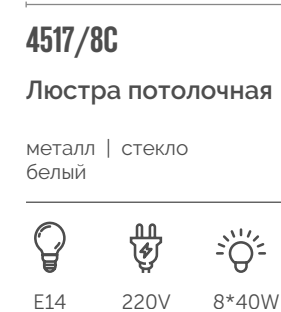 4517/8C
Люстра потолочная
металл | стекло
белый
E14 220V 8*40W